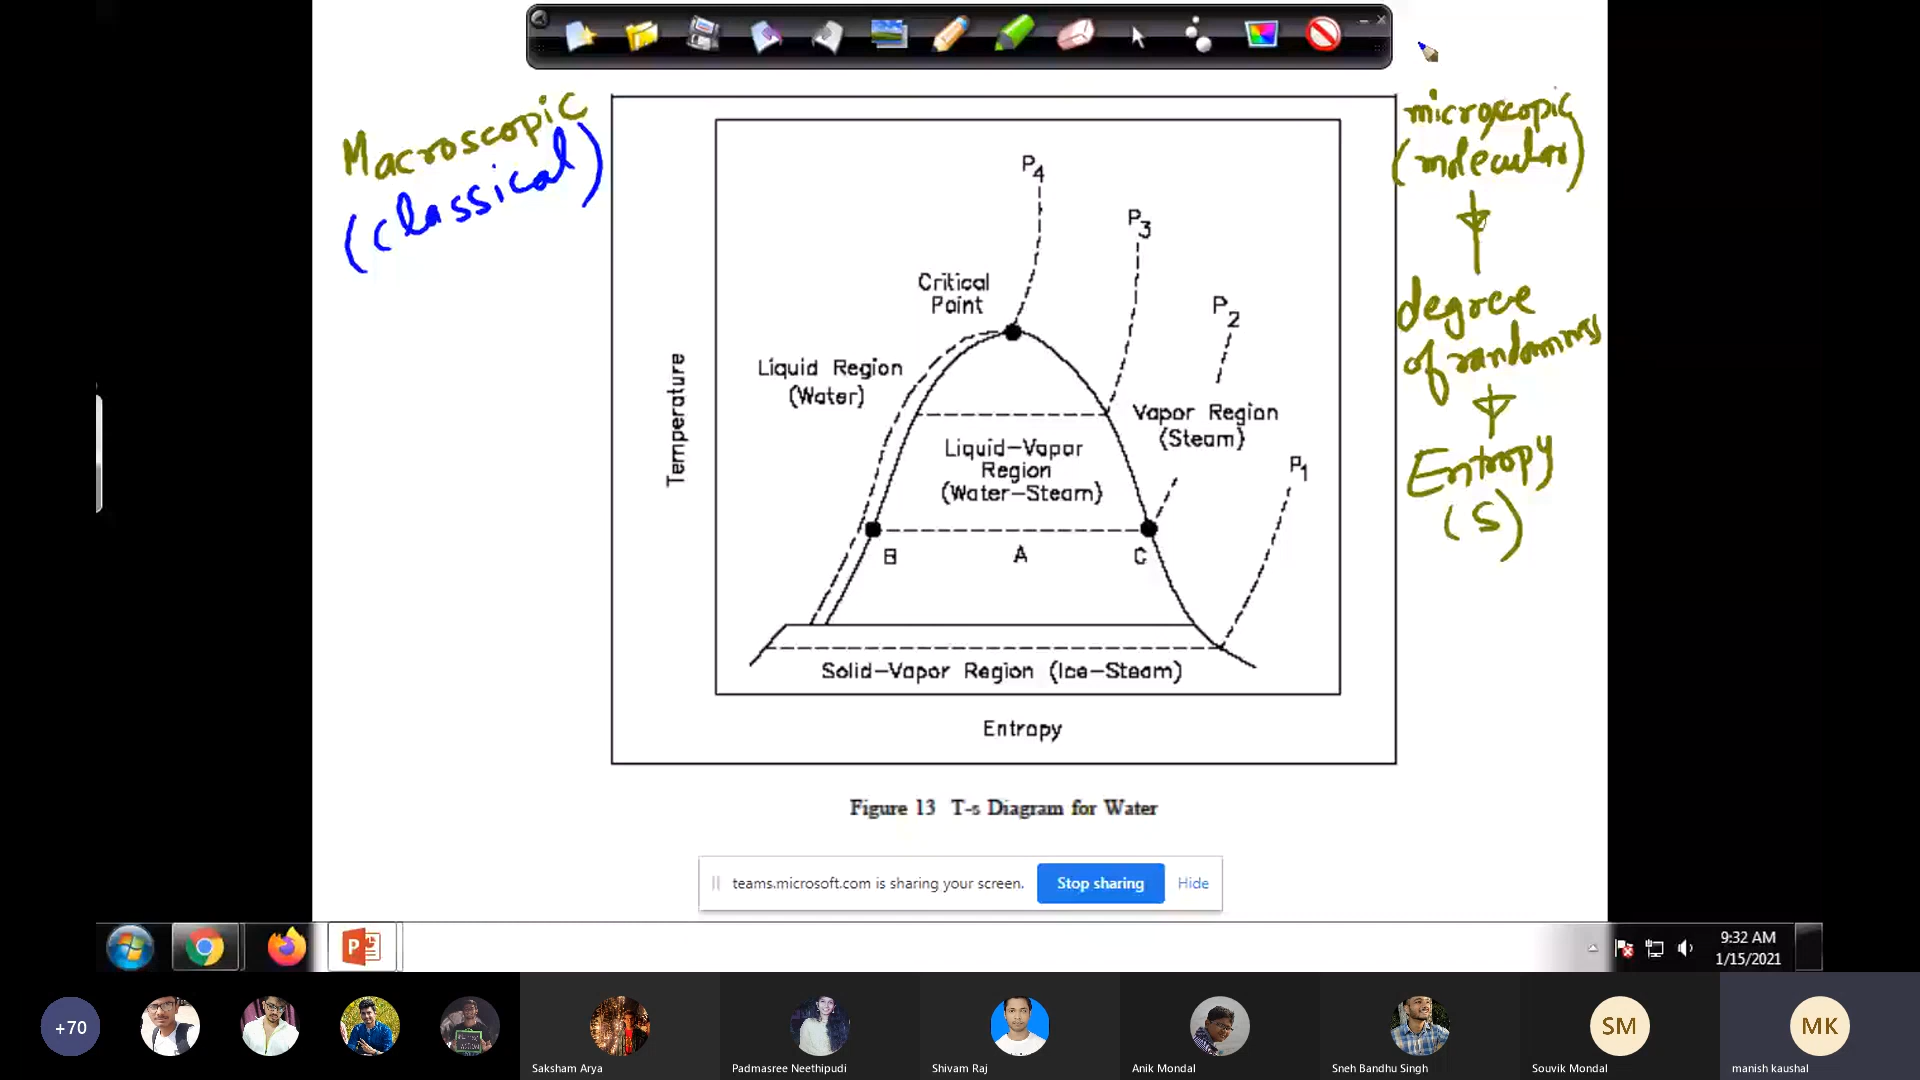 Macroscopic
(classical)
microscopic
(molecular)
degree
of randomness
Entropy
(S)
P4
P3
Critical
Point
P2
Liquid Region
(Water)
Temperature
Vapor Region
(Steam)
Liquid-Vapor
Region
(Water-Steam)
P1
B
A
C
Solid-Vapor Region (Ice-Steam)
Entropy
Figure 13 T-s Diagram for Water
teams.microsoft.com is sharing your screen.
Stop sharing
Hide
9:32 AM
1/15/2021
+70
SM
MK
Saksham Arya
Padmasree Neethipudi
Shivam Raj
Anik Mondal
Sneh Bandhu Singh
Souvik Mondal
manish kaushal